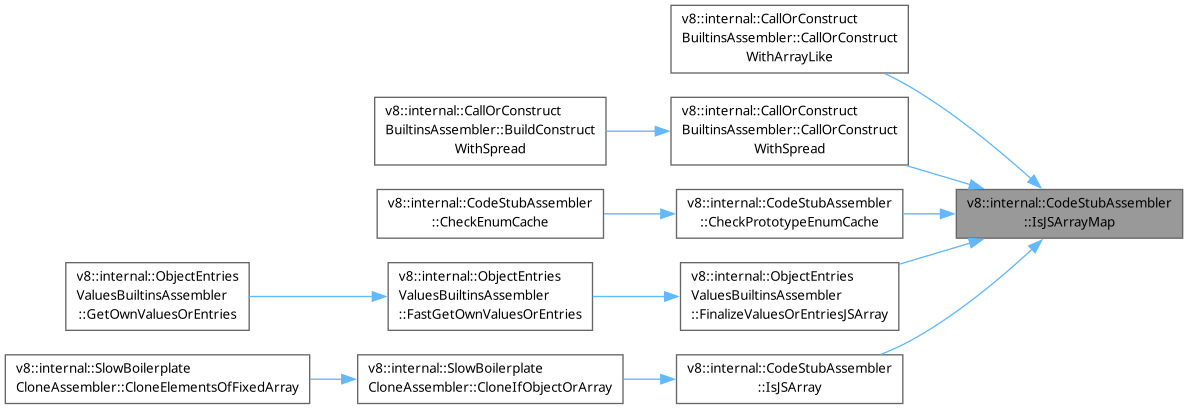 v8::internal::CallOrConstruct
BuiltinsAssembler::CallOrConstruct
WithArrayLike
v8::internal::CallOrConstruct
BuiltinsAssembler::BuildConstruct
WithSpread
v8::internal::CallOrConstruct
BuiltinsAssembler::CallOrConstruct
WithSpread
v8::internal::CodeStubAssembler
::CheckEnumCache
v8::internal::CodeStubAssembler
::CheckPrototypeEnumCache
v8::internal::CodeStubAssembler
::IsJSArrayMap
v8::internal::ObjectEntries
ValuesBuiltinsAssembler
::GetOwnValuesOrEntries
v8::internal::ObjectEntries
ValuesBuiltinsAssembler
::FastGetOwnValuesOrEntries
v8::internal::ObjectEntries
ValuesBuiltinsAssembler
::FinalizeValuesOrEntriesJSArray
v8::internal::SlowBoilerplate
CloneAssembler::CloneElementsOfFixedArray
v8::internal::SlowBoilerplate
CloneAssembler::CloneIfObjectOrArray
v8::internal::CodeStubAssembler
::IsJSArray